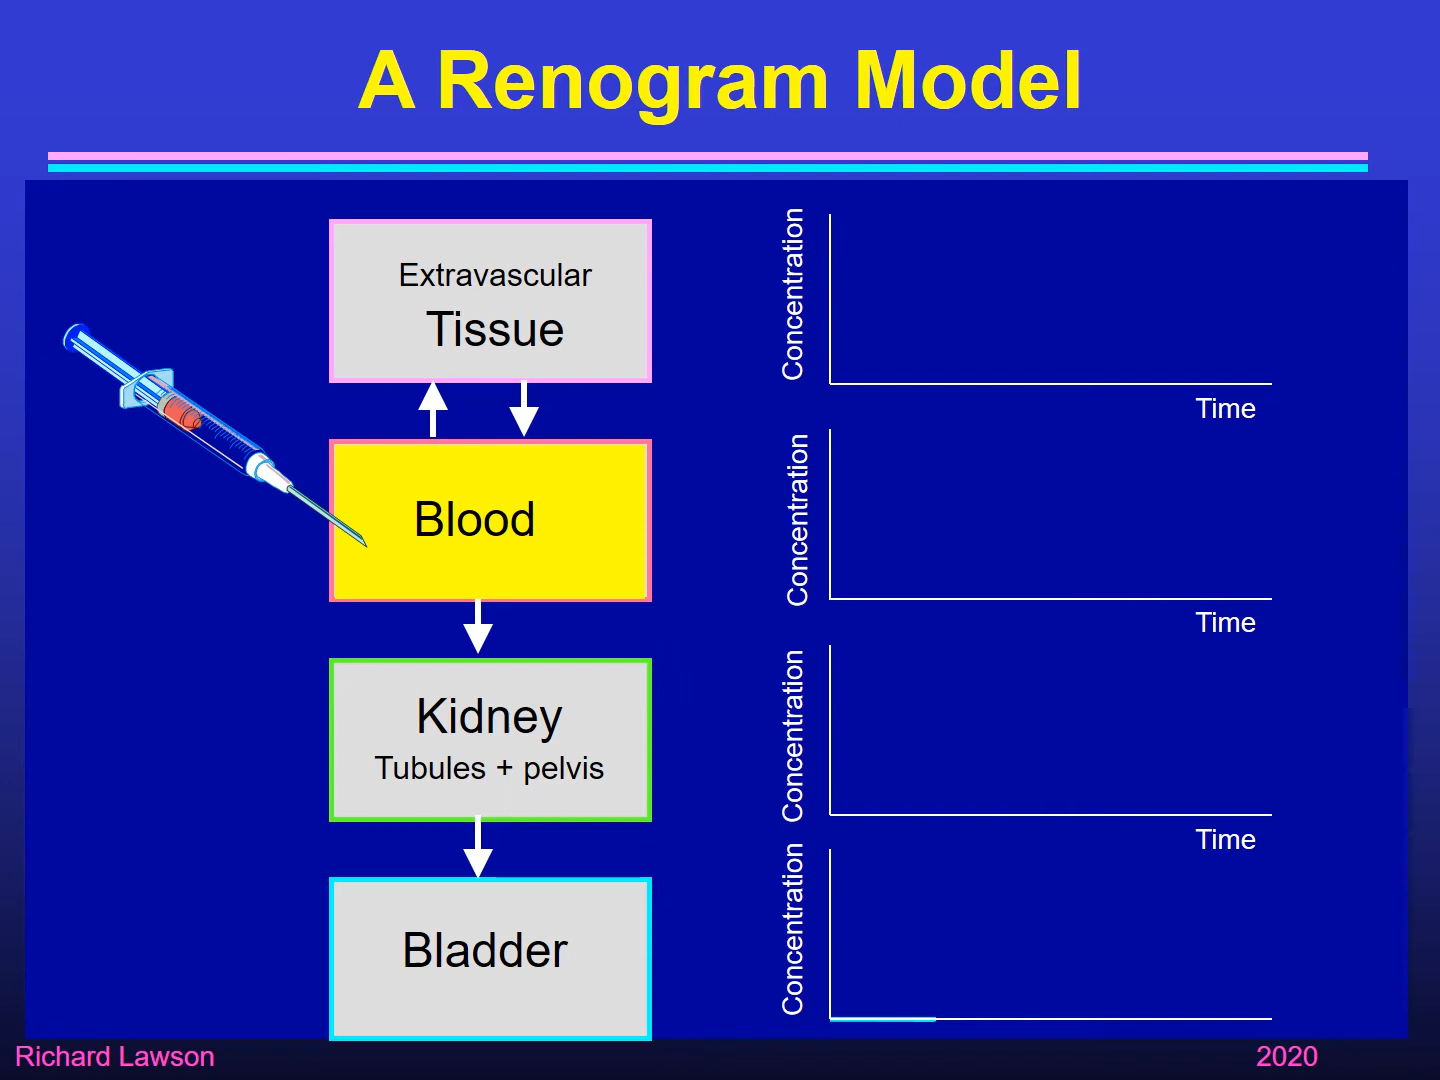 A Renogram Model
Extravascular
Tissue
Blood
Kidney
Tubules + pelvis
Bladder
Concentration
Time
Concentration
Time
Concentration
Time
Concentration
Richard Lawson
2020